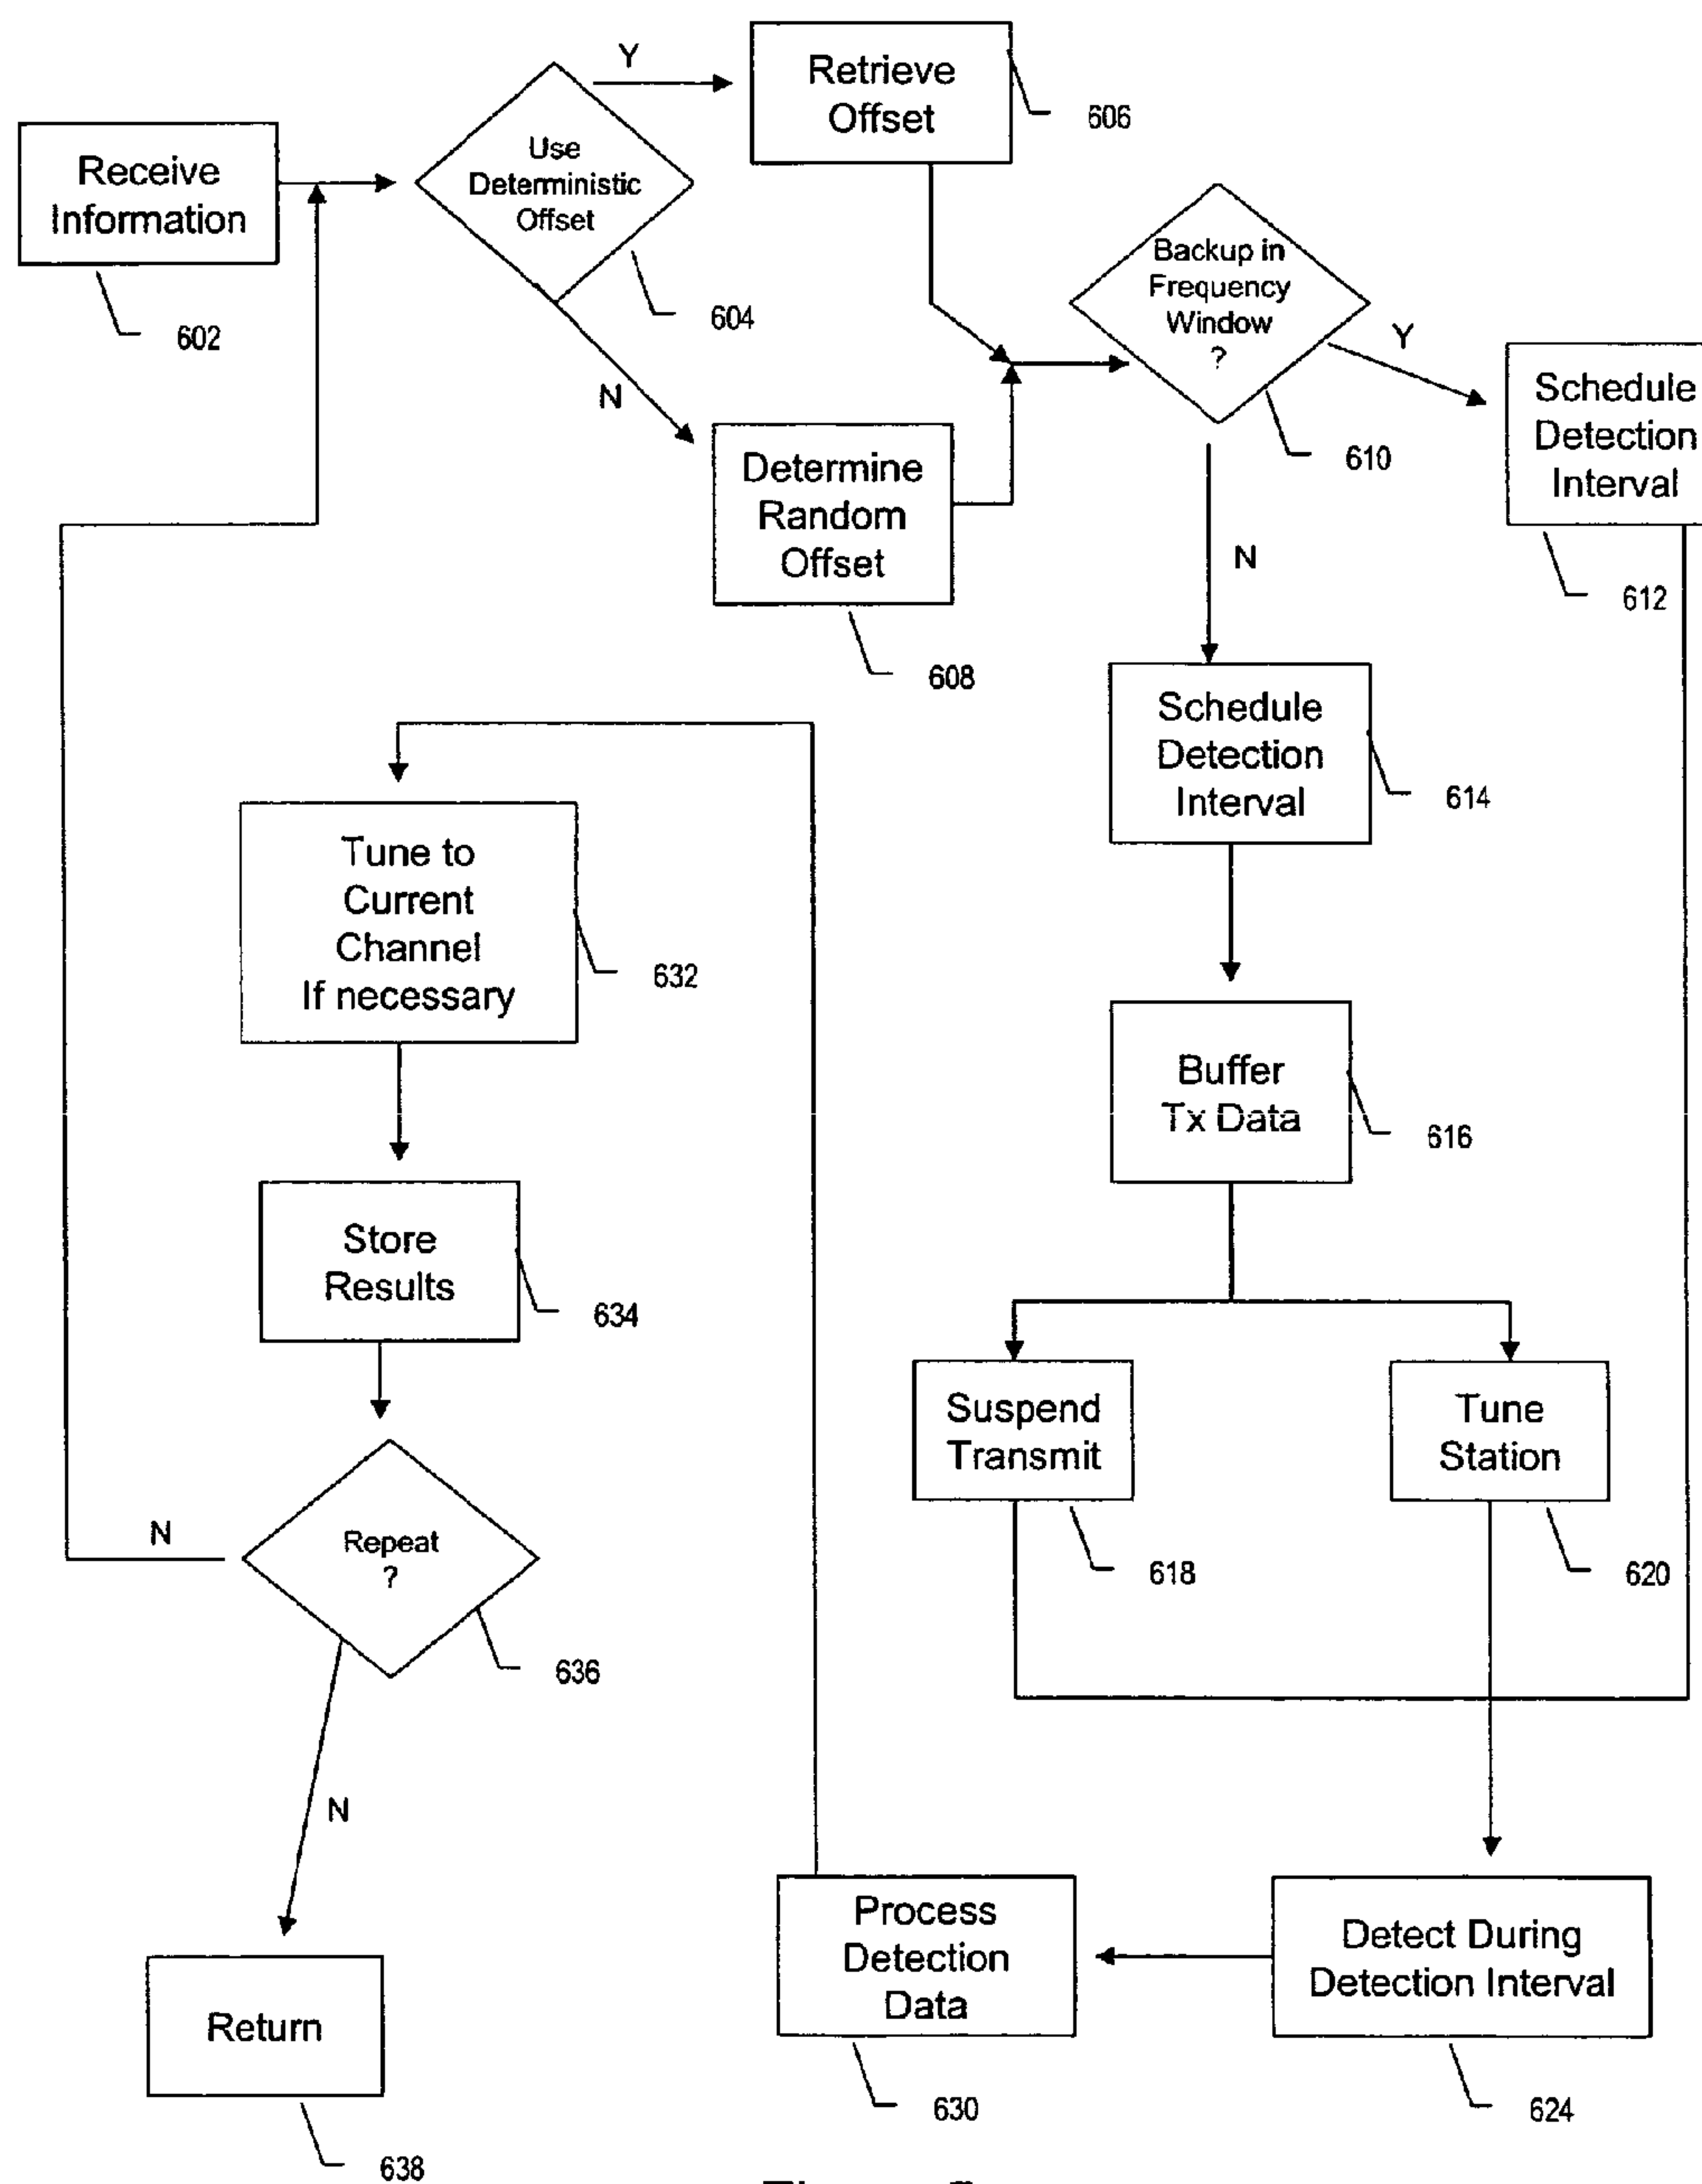 Y
Retrieve
Offset
606
Receive
Information
602
Use
Deterministic
Offset
604
N
Backup in
Frequency
Window
?
610
Y
Schedule
Detection
Interval
612
Determine
Random
Offset
608
N
Schedule
Detection
Interval
614
Tune to
Current
Channel
If necessary
632
Buffer
Tx Data
616
Store
Results
634
Suspend
Transmit
618
Tune
Station
620
N
Repeat
?
636
N
Process
Detection
Data
630
Detect During
Detection Interval
624
Return
638